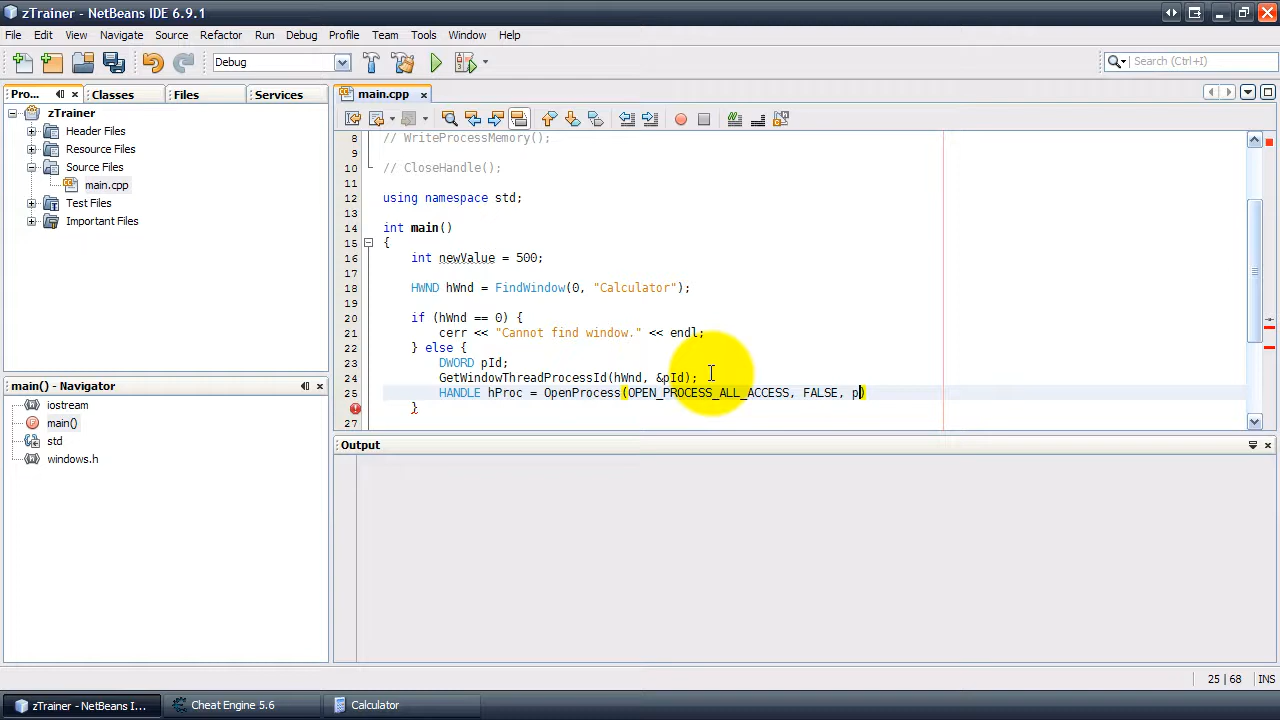 zTrainer - NetBeans IDE 6.9.1
File Edit View Navigate Source Refactor Run Debug Profile Team Tools Window Help
Debug
Search (Ctrl+I)
Pro...
Classes
Files
Services
main.cpp
zTrainer
Header Files
Resource Files
Source Files
main.cpp
Test Files
Important Files
8 // WriteProcessMemory();
9
10 // CloseHandle();
11
12 using namespace std;
13
14 int main()
15 {
16 int newValue = 500;
17
18 HWND hWnd = FindWindow(0, "Calculator");
19
20 if (hWnd == 0) {
21 cerr << "Cannot find window." << endl;
22 } else {
23 DWORD pId;
24 GetWindowThreadProcessId(hWnd, &pId);
25 HANDLE hProc = OpenProcess(OPEN_PROCESS_ALL_ACCESS, FALSE, p)
}
27
main() - Navigator
iostream
main()
std
windows.h
Output
25 | 68 INS
zTrainer - NetBeans I...
Cheat Engine 5.6
Calculator